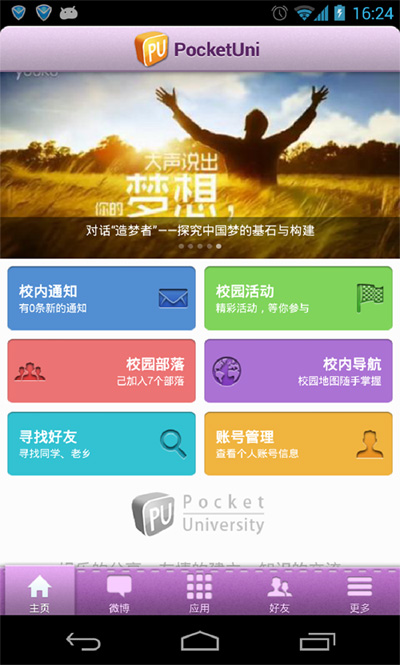 16:24
PU PocketUni
YOUKU
大声说出
你的梦想,
对话“造梦者”——探究中国梦的基石与构建
校内通知
有0条新的通知
校园活动
精彩活动，等你参与
校园部落
己加入7个部落
校内导航
校园地图随手掌握
寻找好友
寻找同学、老乡
账号管理
查看个人账号信息
PU Pocket
University
主页
微博
应用
好友
更多